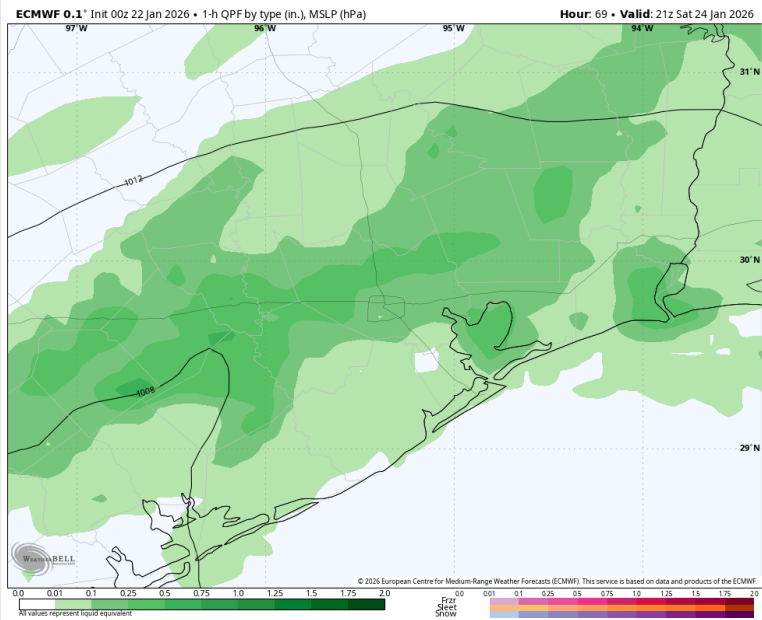 ECMWF 0.1° Init 00z 22 Jan 2026 • 1-h QPF by type (in.), MSLP (hPa)
Hour: 69 • Valid: 21z Sat 24 Jan 2026
97°W 96°W 95°W 94°W
31°N
1012
30°N
1008
29°N
WEATHERBELL
© 2026 European Centre for Medium-Range Weather Forecasts (ECMWF). This service is based on data and products of the ECMWF.
0.0 0.01 0.1 0.25 0.5 0.75 1.0 1.25 1.5 1.75 2.0
All values represent liquid equivalent
0.0 0.01 0.1 0.25 0.5 0.75 1.0 1.25 1.5 1.75 2.0
Frzr
Sleet
Snow